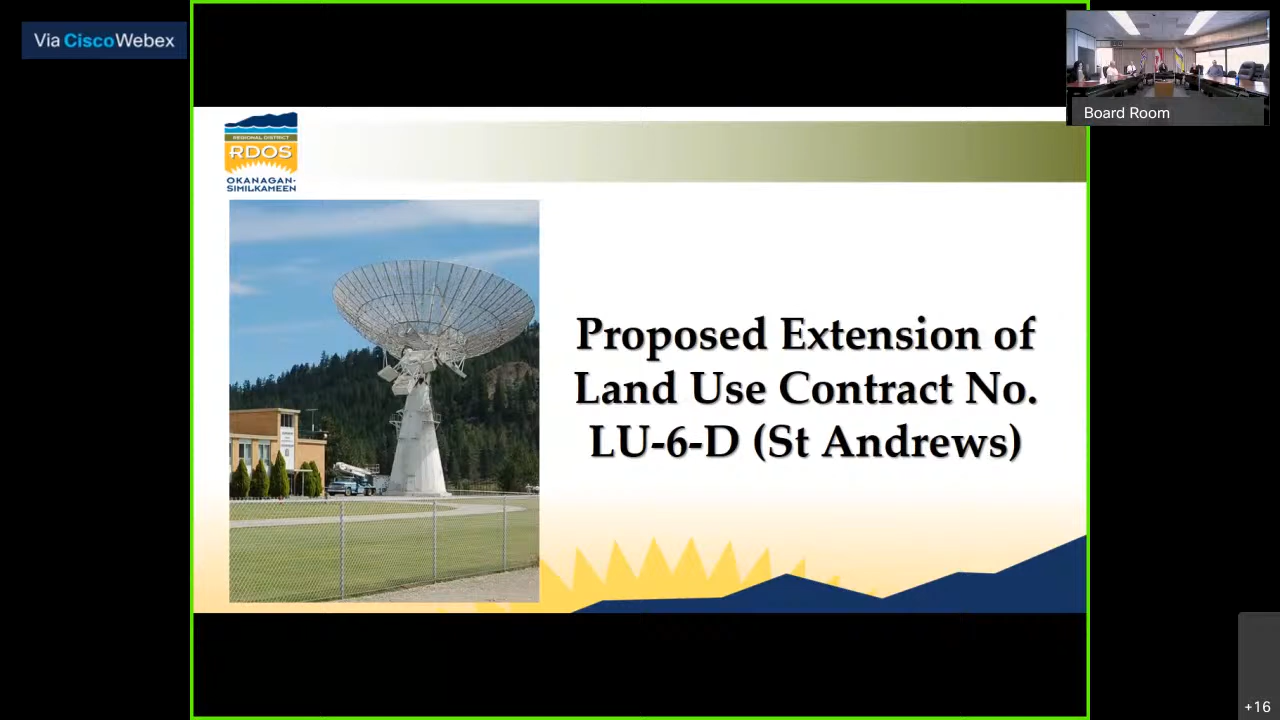 Via CiscoWebex
Board Room
REGIONAL DISTRICT
RDOS
OKANAGAN-
SIMILKAMEEN
Proposed Extension of
Land Use Contract No.
LU-6-D (St Andrews)
+16